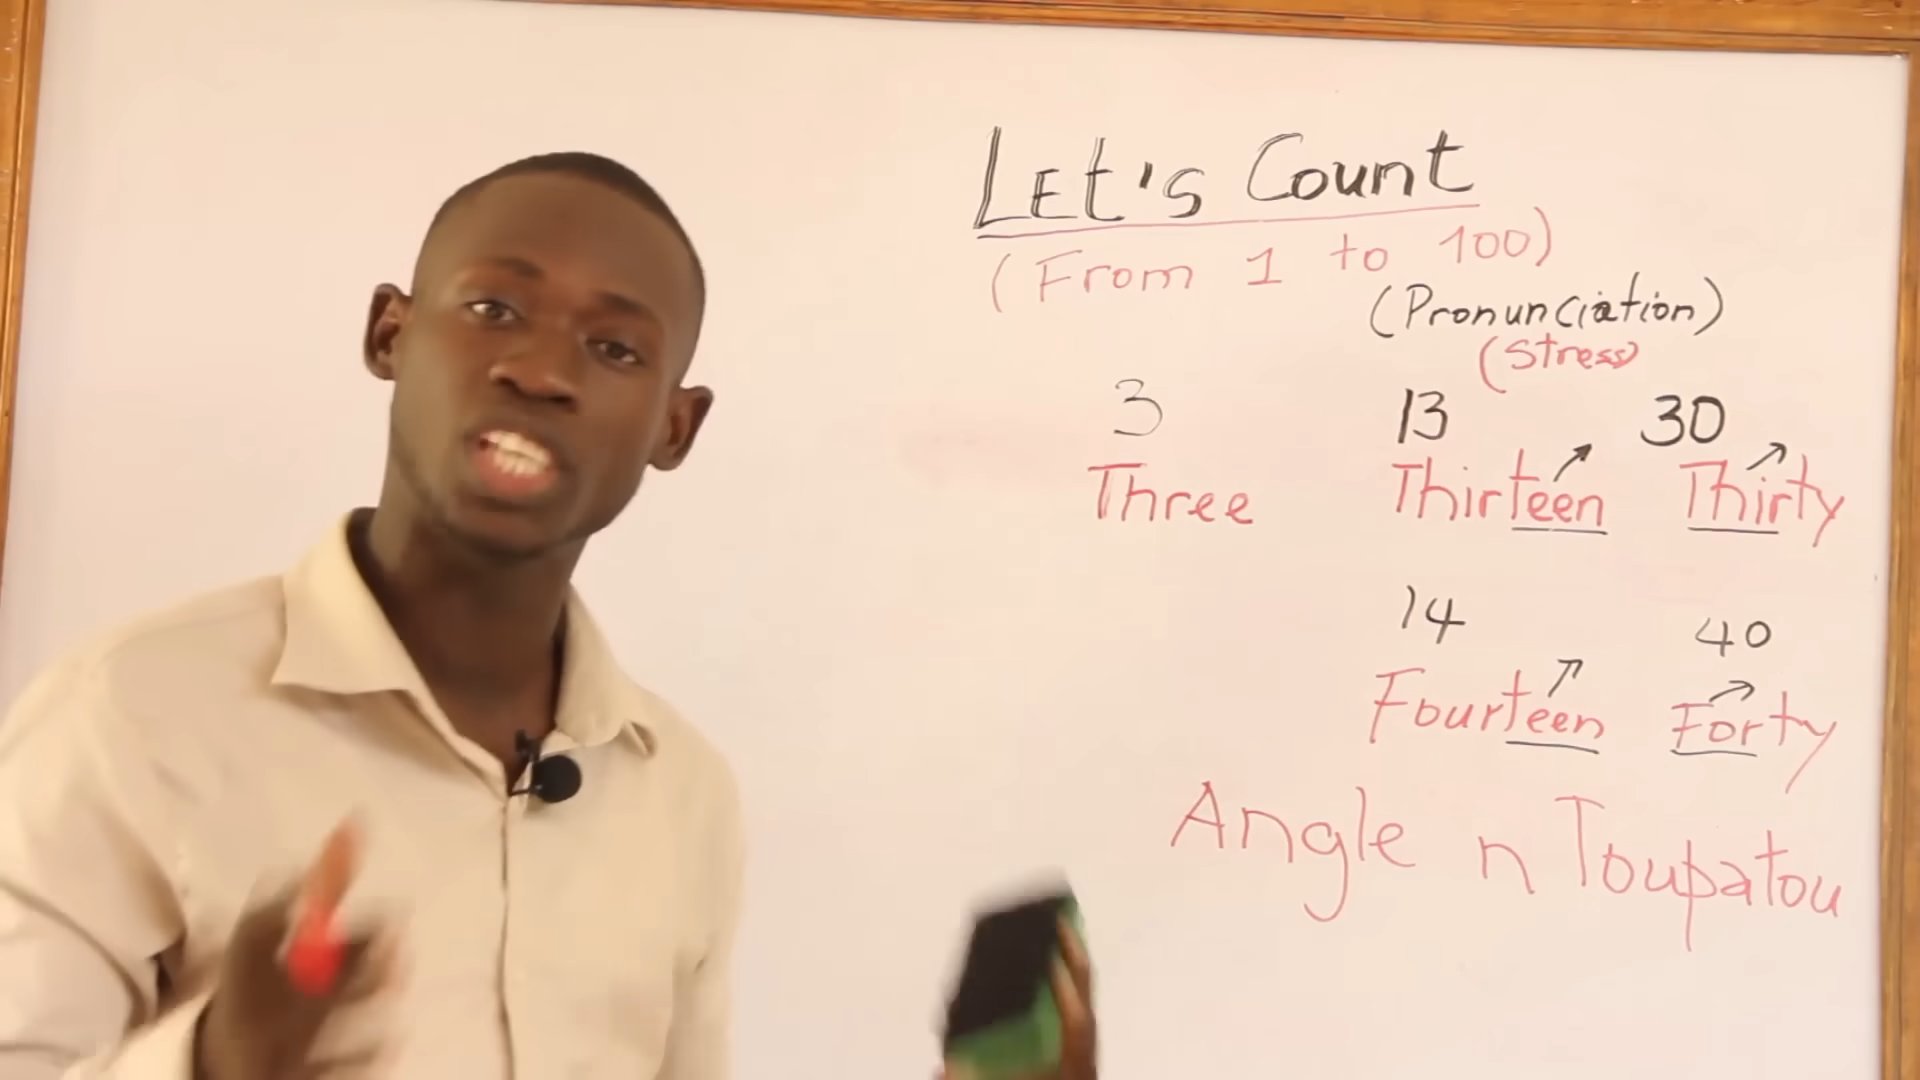 LEt's Count
(From 1 to 100)
(Pronunciation)
(Stress)
3 13 30
Three Thirteen Thirty
14 40
Fourteen Forty
Angle n Toupatou